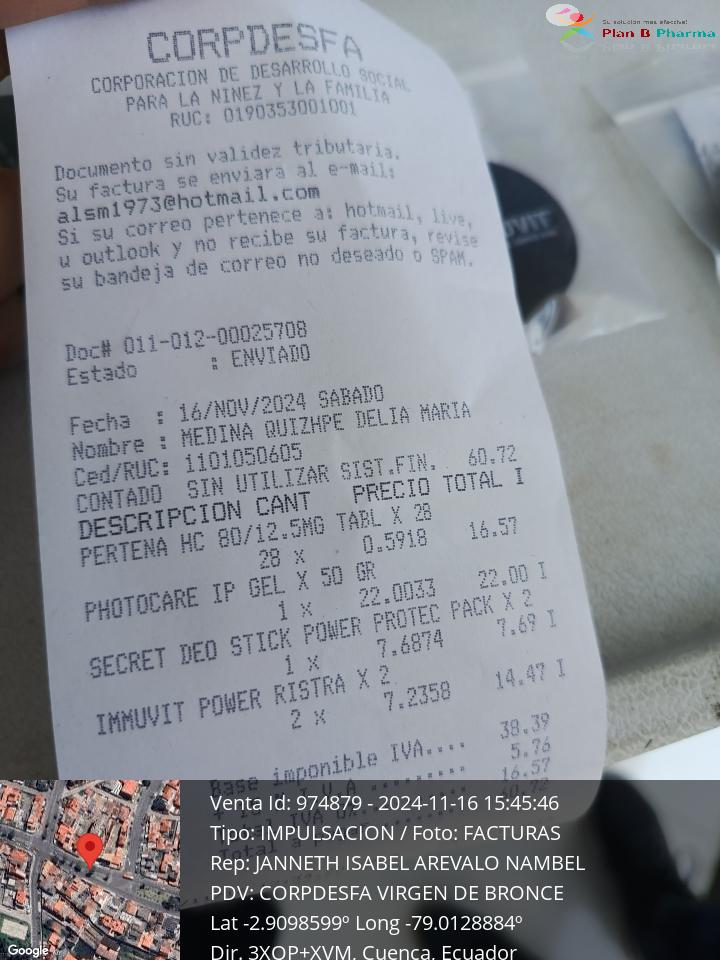 Su solución más efectiva!
Plan B Pharma
CORPDESFA
CORPORACION DE DESARROLLO SOCIAL
PARA LA NINEZ Y LA FAMILIA
RUC: 0190353001001
Documento sin validez tributaria.
Su factura se enviara al e-mail:
alsm1973@hotmail.com
Si su correo pertenece a: hotmail, live,
u outlook y no recibe su factura, revise
su bandeja de correo no deseado o SPAM.
Doc# 011-012-00025708
Estado : ENVIADO
Fecha : 16/NOV/2024 SABADO
Nombre : MEDINA QUIZHPE DELIA MARIA
Ced/RUC: 1101050605
CONTADO SIN UTILIZAR SIST.FIN. 60.72
DESCRIPCION CANT PRECIO TOTAL I
PERTENA HC 80/12.5MG TABL X 28
28 x 0.5918 16.57
PHOTOCARE IP GEL X 50 GR
1 x 22.0033 22.00 I
SECRET DEO STICK POWER PROTEC PACK X 2
1 x 7.6874 7.69 I
IMMUVIT POWER RISTRA X 2
2 x 7.2358 14.47 I
Base imponible IVA.... 38.39
5.76
16.57
60.72
Venta Id: 974879 - 2024-11-16 15:45:46
Tipo: IMPULSACION / Foto: FACTURAS
Rep: JANNETH ISABEL AREVALO NAMBEL
PDV: CORPDESFA VIRGEN DE BRONCE
Lat -2.9098599º Long -79.0128884º
Dir. 3XQP+XVM, Cuenca, Ecuador
Google